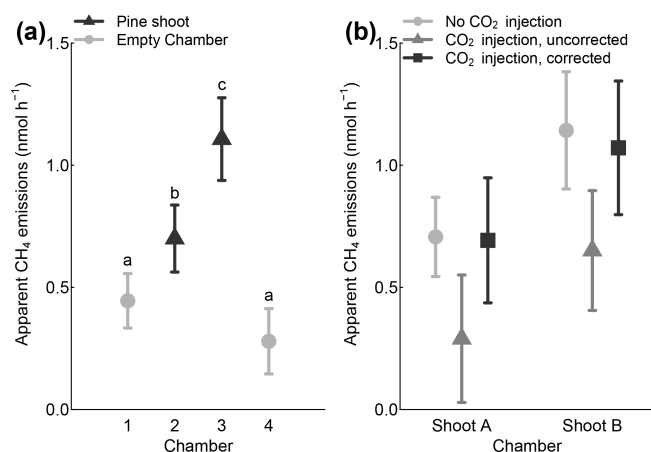 (a)
Pine shoot
Empty Chamber
Apparent CH₄ emissions (nmol h⁻¹)
1.5
1.0
0.5
0.0
a
b
c
a
1 2 3 4
Chamber
(b)
No CO₂ injection
CO₂ injection, uncorrected
CO₂ injection, corrected
Apparent CH₄ emissions (nmol h⁻¹)
1.5
1.0
0.5
0.0
Shoot A Shoot B
Chamber